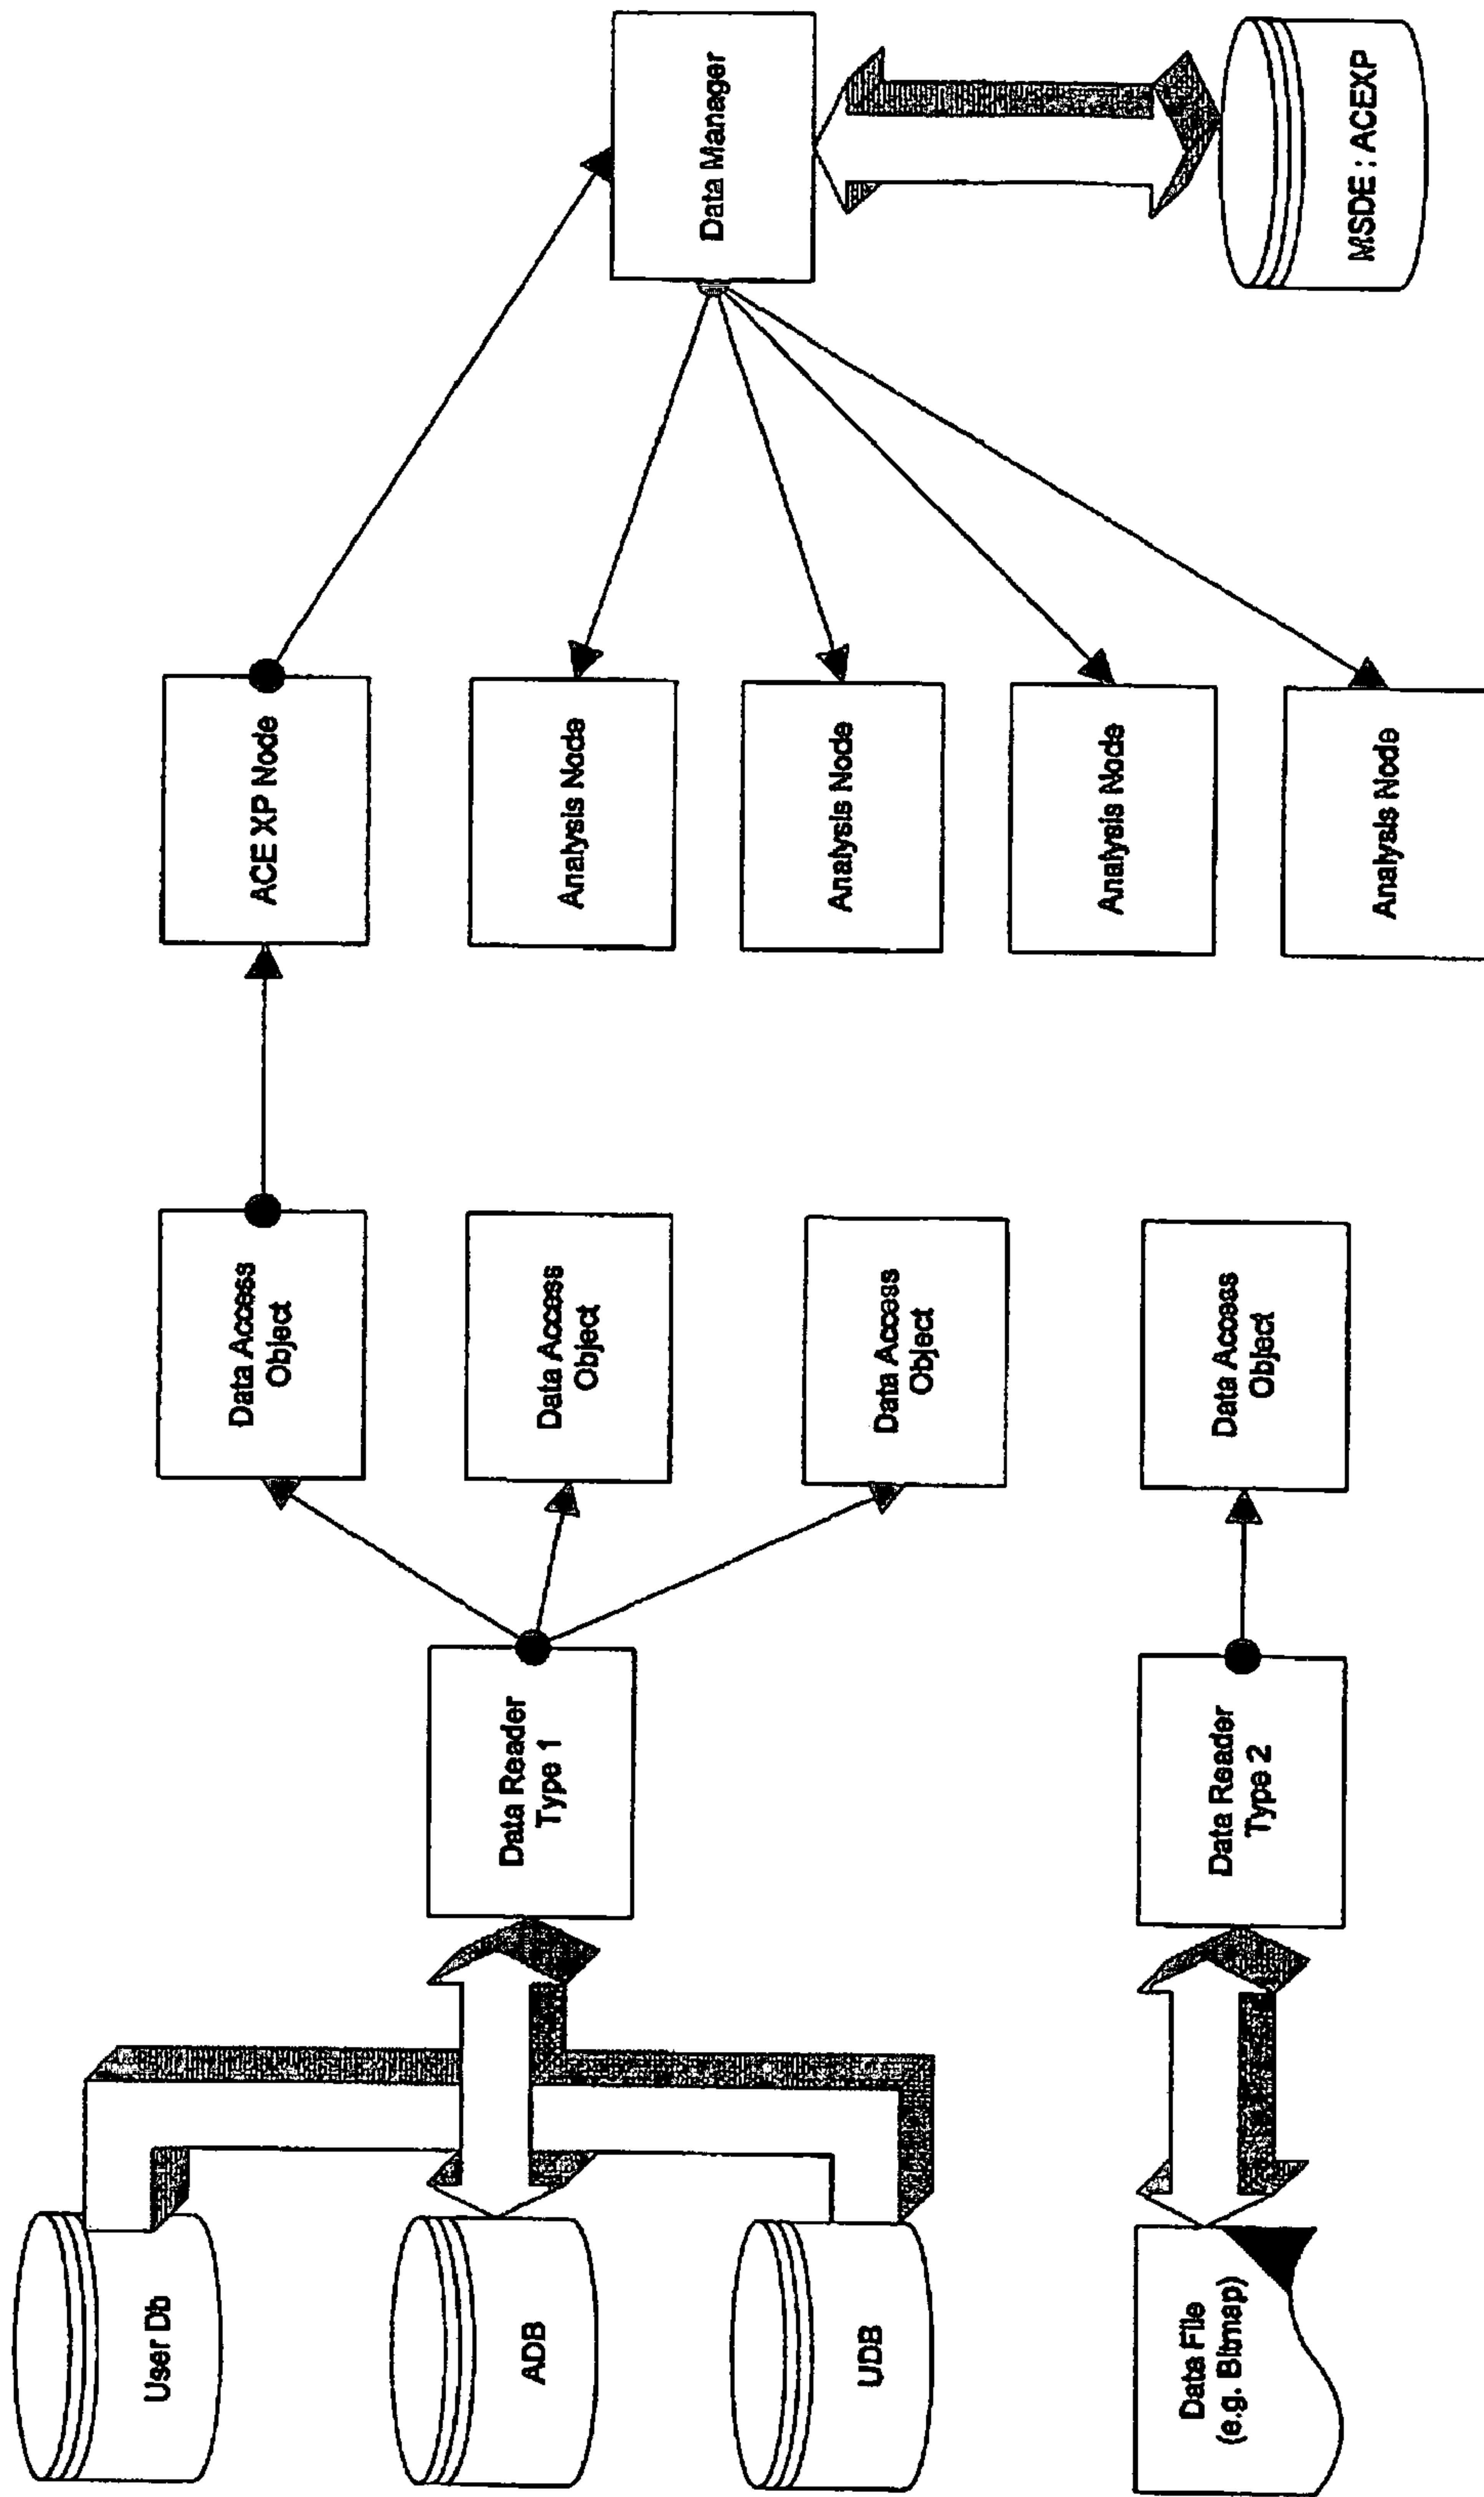 User Db
ADB
UDB
Data File
(e.g. Bitmap)
Data Reader
Type 1
Data Reader
Type 2
Data Access
Object
Data Access
Object
Data Access
Object
Data Access
Object
ACE XP Node
Analysis Node
Analysis Node
Analysis Node
Analysis Node
Data Manager
MSDE : ACEXP